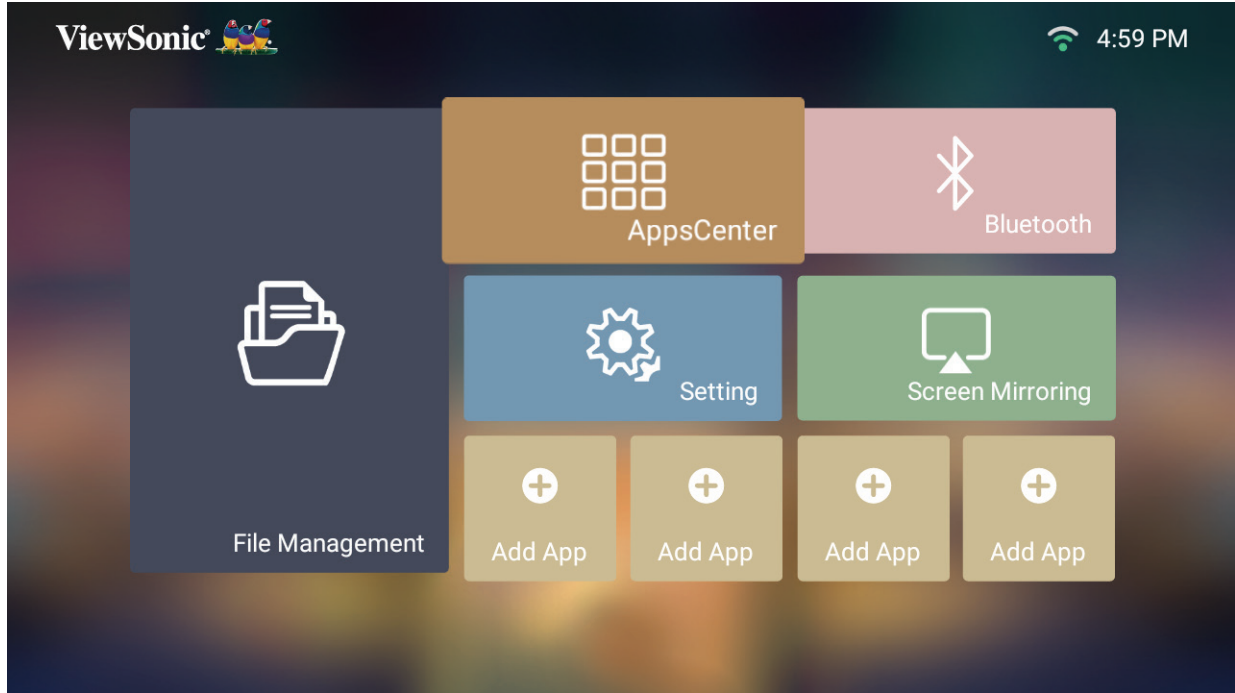 ViewSonic®
4:59 PM
AppsCenter
Bluetooth
Setting
Screen Mirroring
File Management
Add App
Add App
Add App
Add App